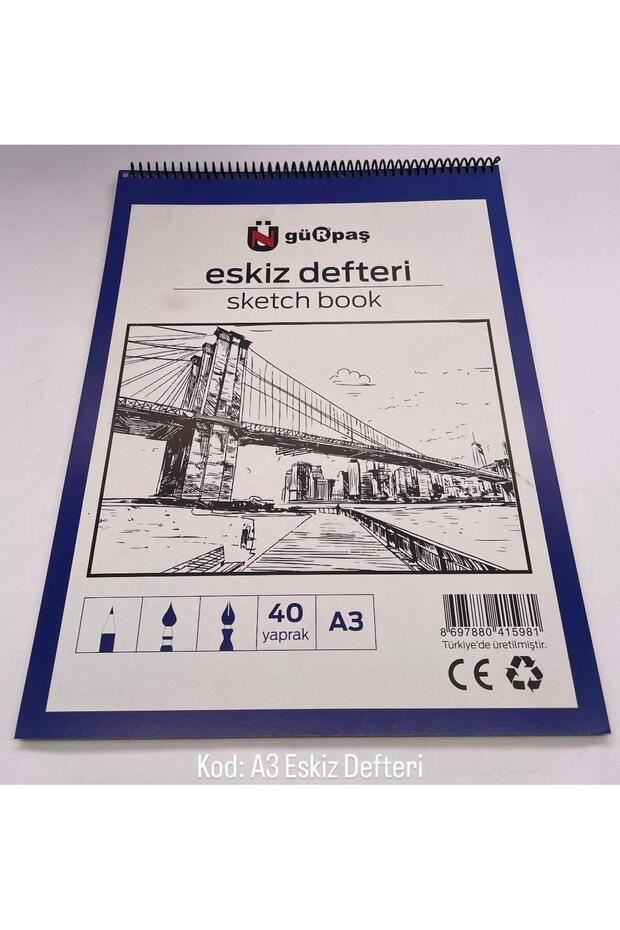 güRpaş
eskiz defteri
sketch book
40
yaprak
A3
8 697880 415981
Türkiye'de üretilmiştir.
CE
Kod: A3 Eskiz Defteri